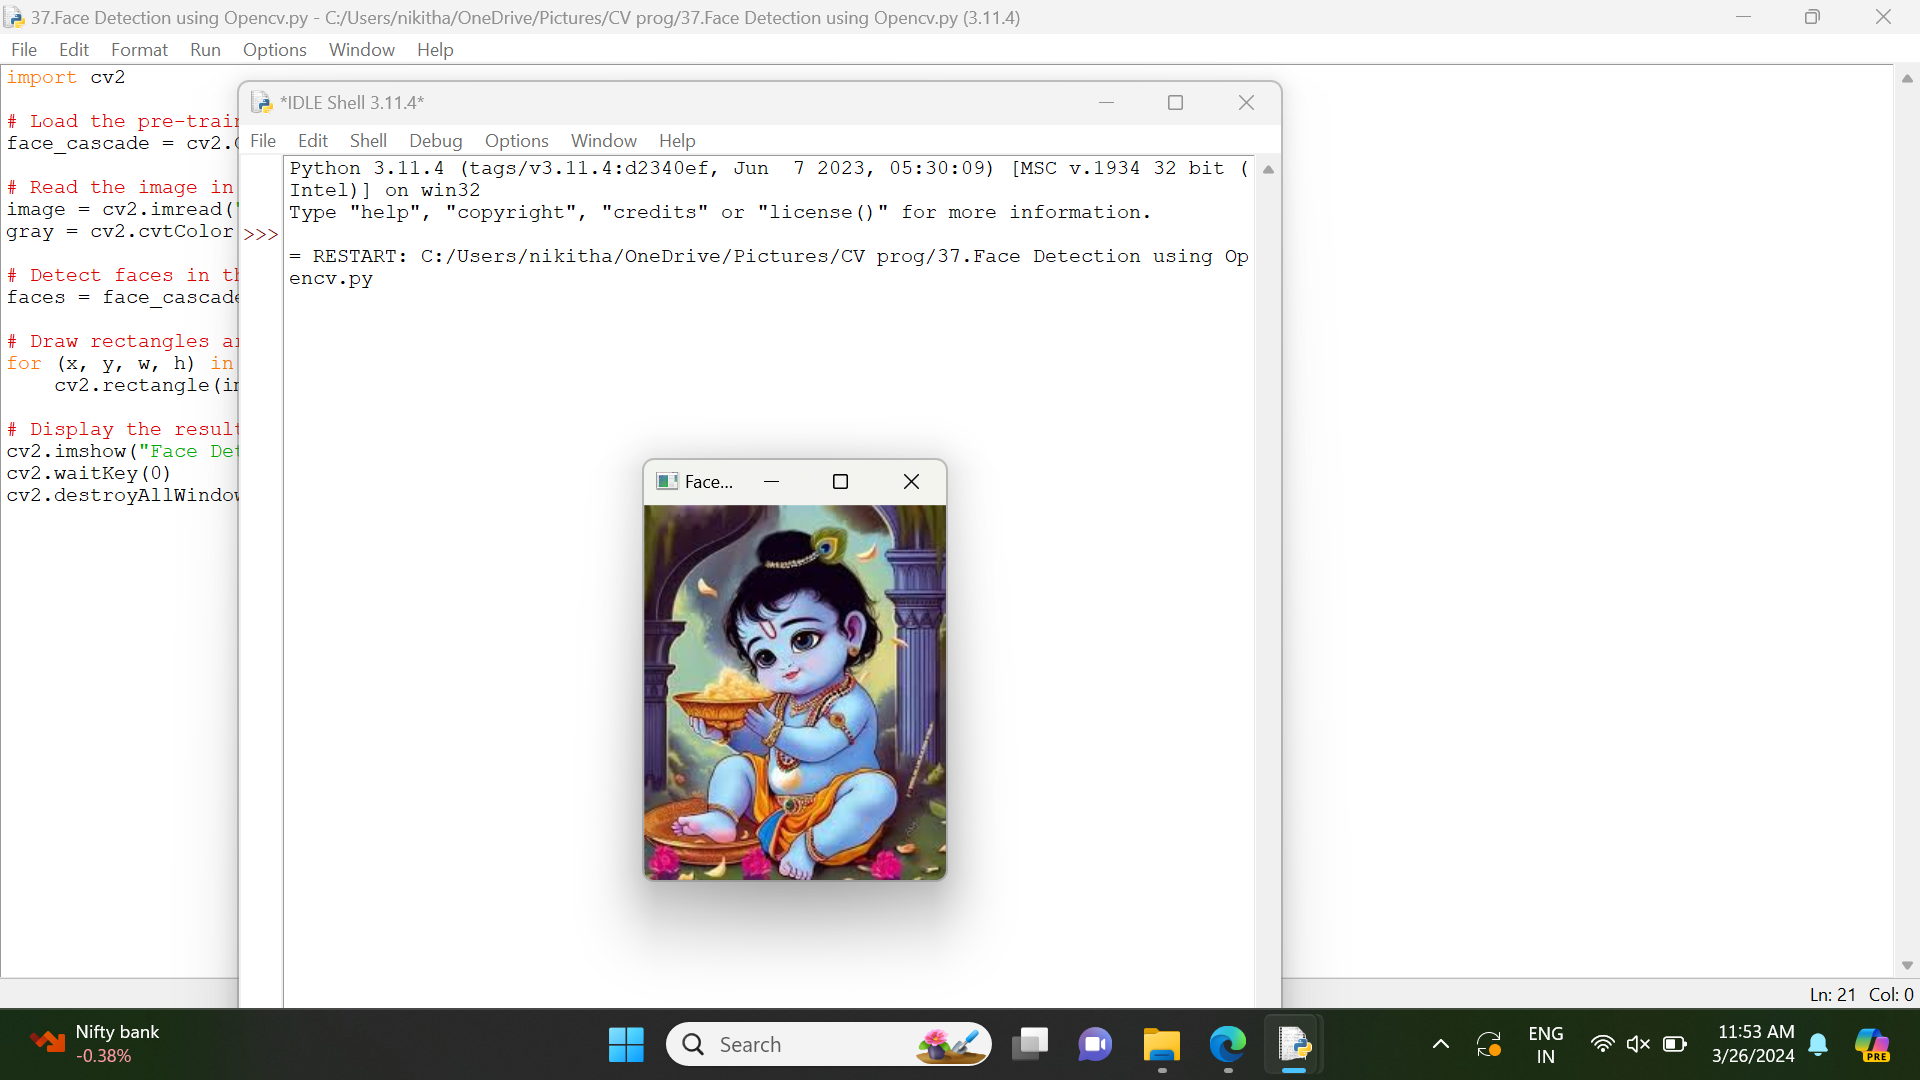 37.Face Detection using Opencv.py - C:/Users/nikitha/OneDrive/Pictures/CV prog/37.Face Detection using Opencv.py (3.11.4)
File Edit Format Run Options Window Help
import cv2
# Load the pre-train
face_cascade = cv2.C
# Read the image in
image = cv2.imread("
gray = cv2.cvtColor
# Detect faces in th
faces = face_cascade
# Draw rectangles ar
for (x, y, w, h) in
cv2.rectangle(im
# Display the result
cv2.imshow("Face Det
cv2.waitKey(0)
cv2.destroyAllWindow
*IDLE Shell 3.11.4*
File Edit Shell Debug Options Window Help
Python 3.11.4 (tags/v3.11.4:d2340ef, Jun  7 2023, 05:30:09) [MSC v.1934 32 bit (
Intel)] on win32
Type "help", "copyright", "credits" or "license()" for more information.
>>>
= RESTART: C:/Users/nikitha/OneDrive/Pictures/CV prog/37.Face Detection using Op
encv.py
Face...
Ln: 21 Col: 0
Nifty bank
-0.38%
Search
ENG
IN
11:53 AM
3/26/2024
PRE